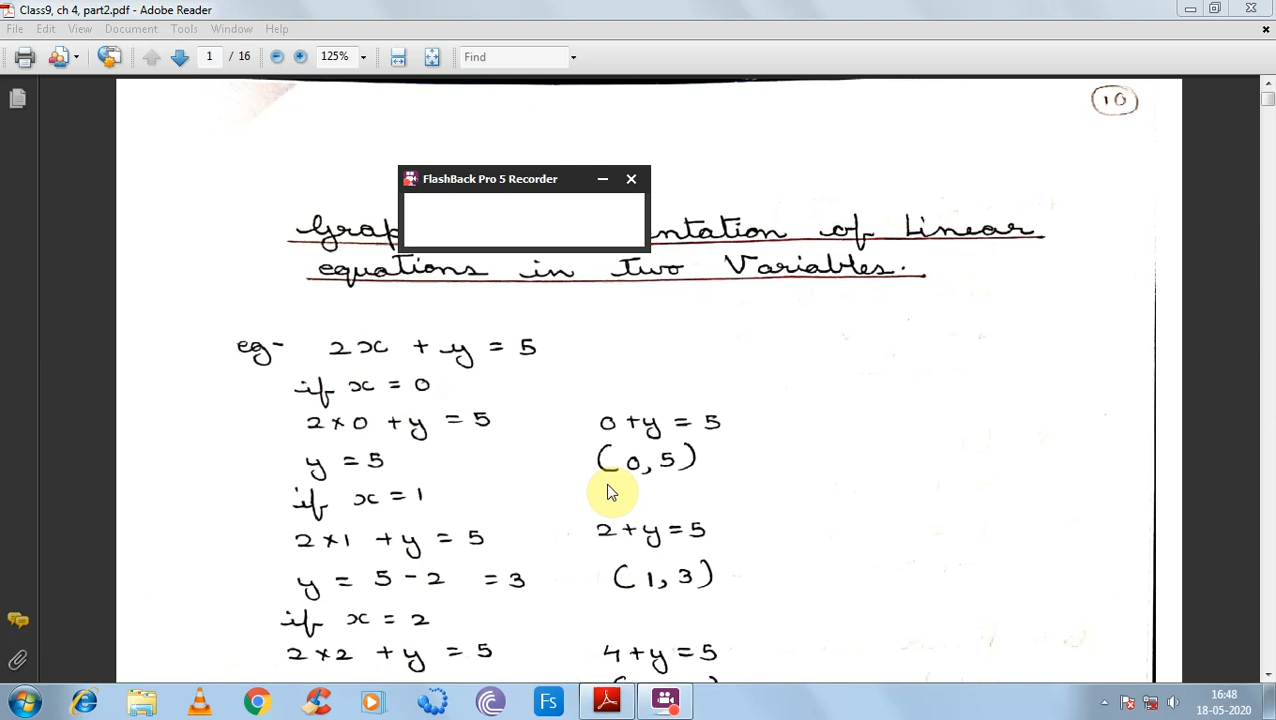 Class9, ch 4, part2.pdf - Adobe Reader
File Edit View Document Tools Window Help
1 / 16 125% Find
10
FlashBack Pro 5 Recorder
Grap ntation of Linear
equations in two Variables.
eg- 2x + y = 5
if x = 0
2 × 0 + y = 5 0 + y = 5
y = 5 (0, 5)
if x = 1
2 × 1 + y = 5 2 + y = 5
y = 5 - 2 = 3 (1, 3)
if x = 2
2 × 2 + y = 5 4 + y = 5
Fs
16:48
18-05-2020